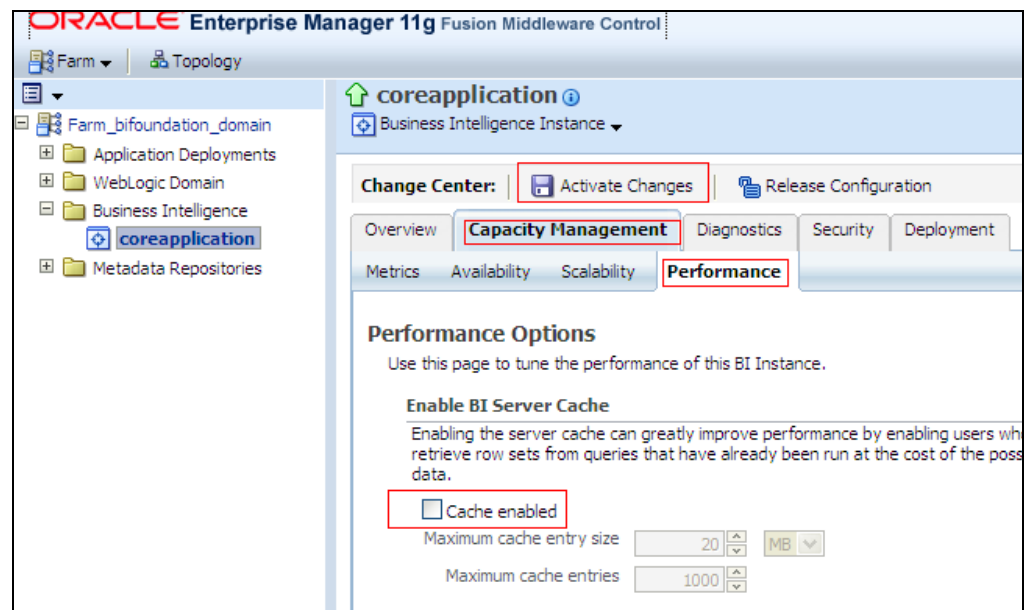 ORACLE Enterprise Manager 11g Fusion Middleware Control
Farm Topology
Farm_bifoundation_domain
Application Deployments
WebLogic Domain
Business Intelligence
coreapplication
Metadata Repositories
coreapplication
Business Intelligence Instance
Change Center: Activate Changes Release Configuration
Overview Capacity Management Diagnostics Security Deployment
Metrics Availability Scalability Performance
Performance Options
Use this page to tune the performance of this BI Instance.
Enable BI Server Cache
Enabling the server cache can greatly improve performance by enabling users
retrieve row sets from queries that have already been run at the cost of the
data.
Cache enabled
Maximum cache entry size 20 MB
Maximum cache entries 1000